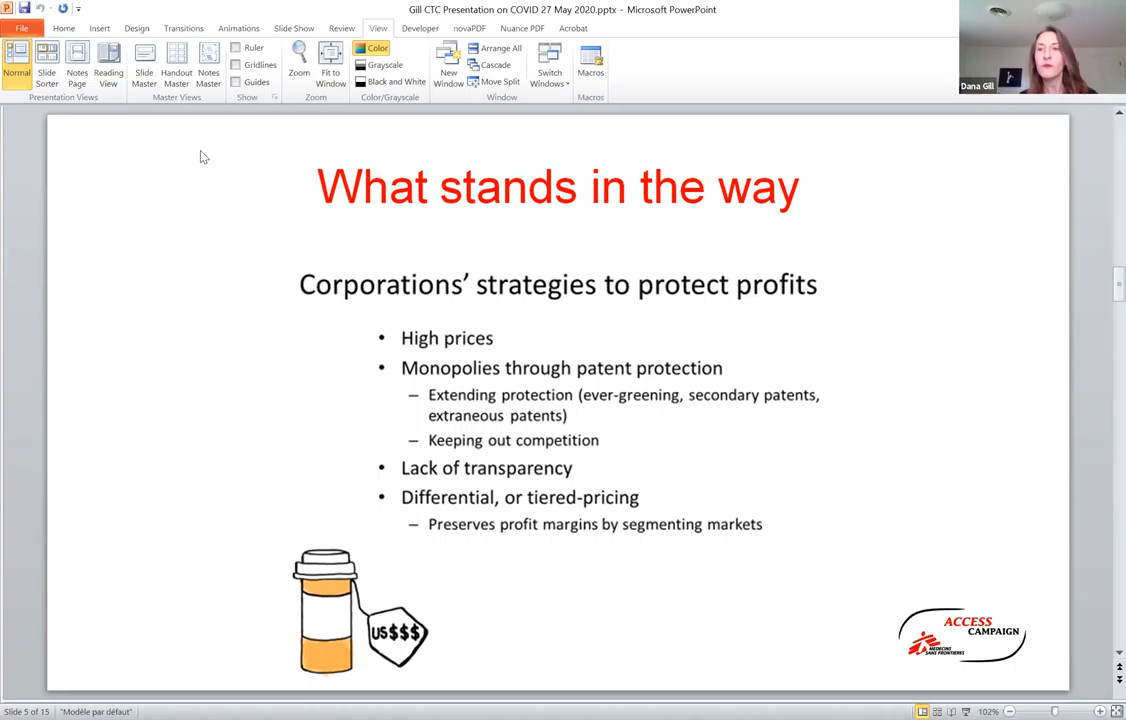 Gill CTC Presentation on COVID 27 May 2020.pptx - Microsoft PowerPoint
File Home Insert Design Transitions Slide Show Animations Review View Developer novaPDF Nuance PDF Acrobat
Normal
Slide Sorter
Notes Page
Reading View
Presentation Views
Slide Master
Handout Master
Notes Master
Master Views
Ruler
Gridlines
Guides
Show
Zoom
Fit to Window
Zoom
Color
Grayscale
Black and White
Color/Grayscale
New Window
Arrange All
Cascade
Move Split
Switch Windows
Window
Macros
Macros
Dana Gill
What stands in the way
Corporations' strategies to protect profits
• High prices
• Monopolies through patent protection
– Extending protection (ever-greening, secondary patents,
extraneous patents)
– Keeping out competition
• Lack of transparency
• Differential, or tiered-pricing
– Preserves profit margins by segmenting markets
US$$$
ACCESS
CAMPAIGN
MEDECINS
SANS FRONTIERES
Slide 5 of 15 "Modèle par défaut" 102%